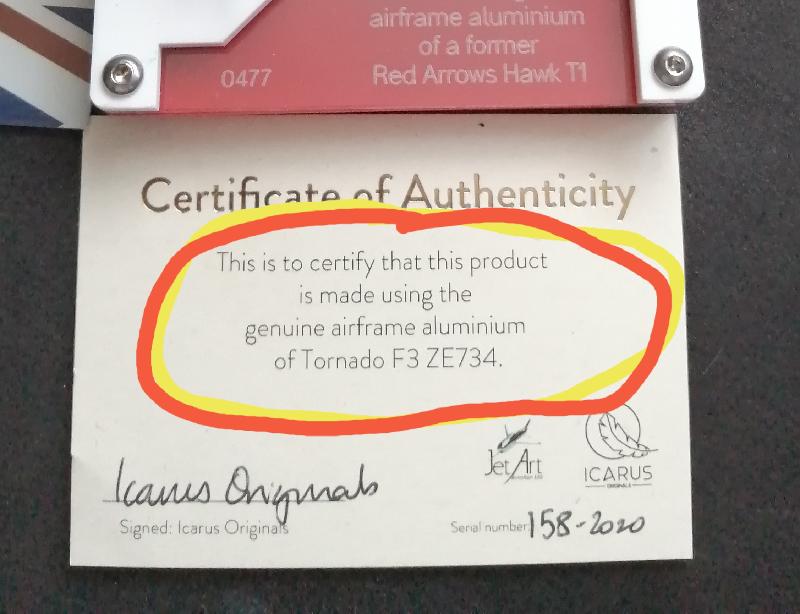 airframe aluminium
of a former
0477
Red Arrows Hawk T1
Certificate of Authenticity
This is to certify that this product
is made using the
genuine airframe aluminium
of Tornado F3 ZE734.
Icarus Originals
JetArt
ICARUS
ORIGINALS
Signed: Icarus Originals
Serial number: 158-2020